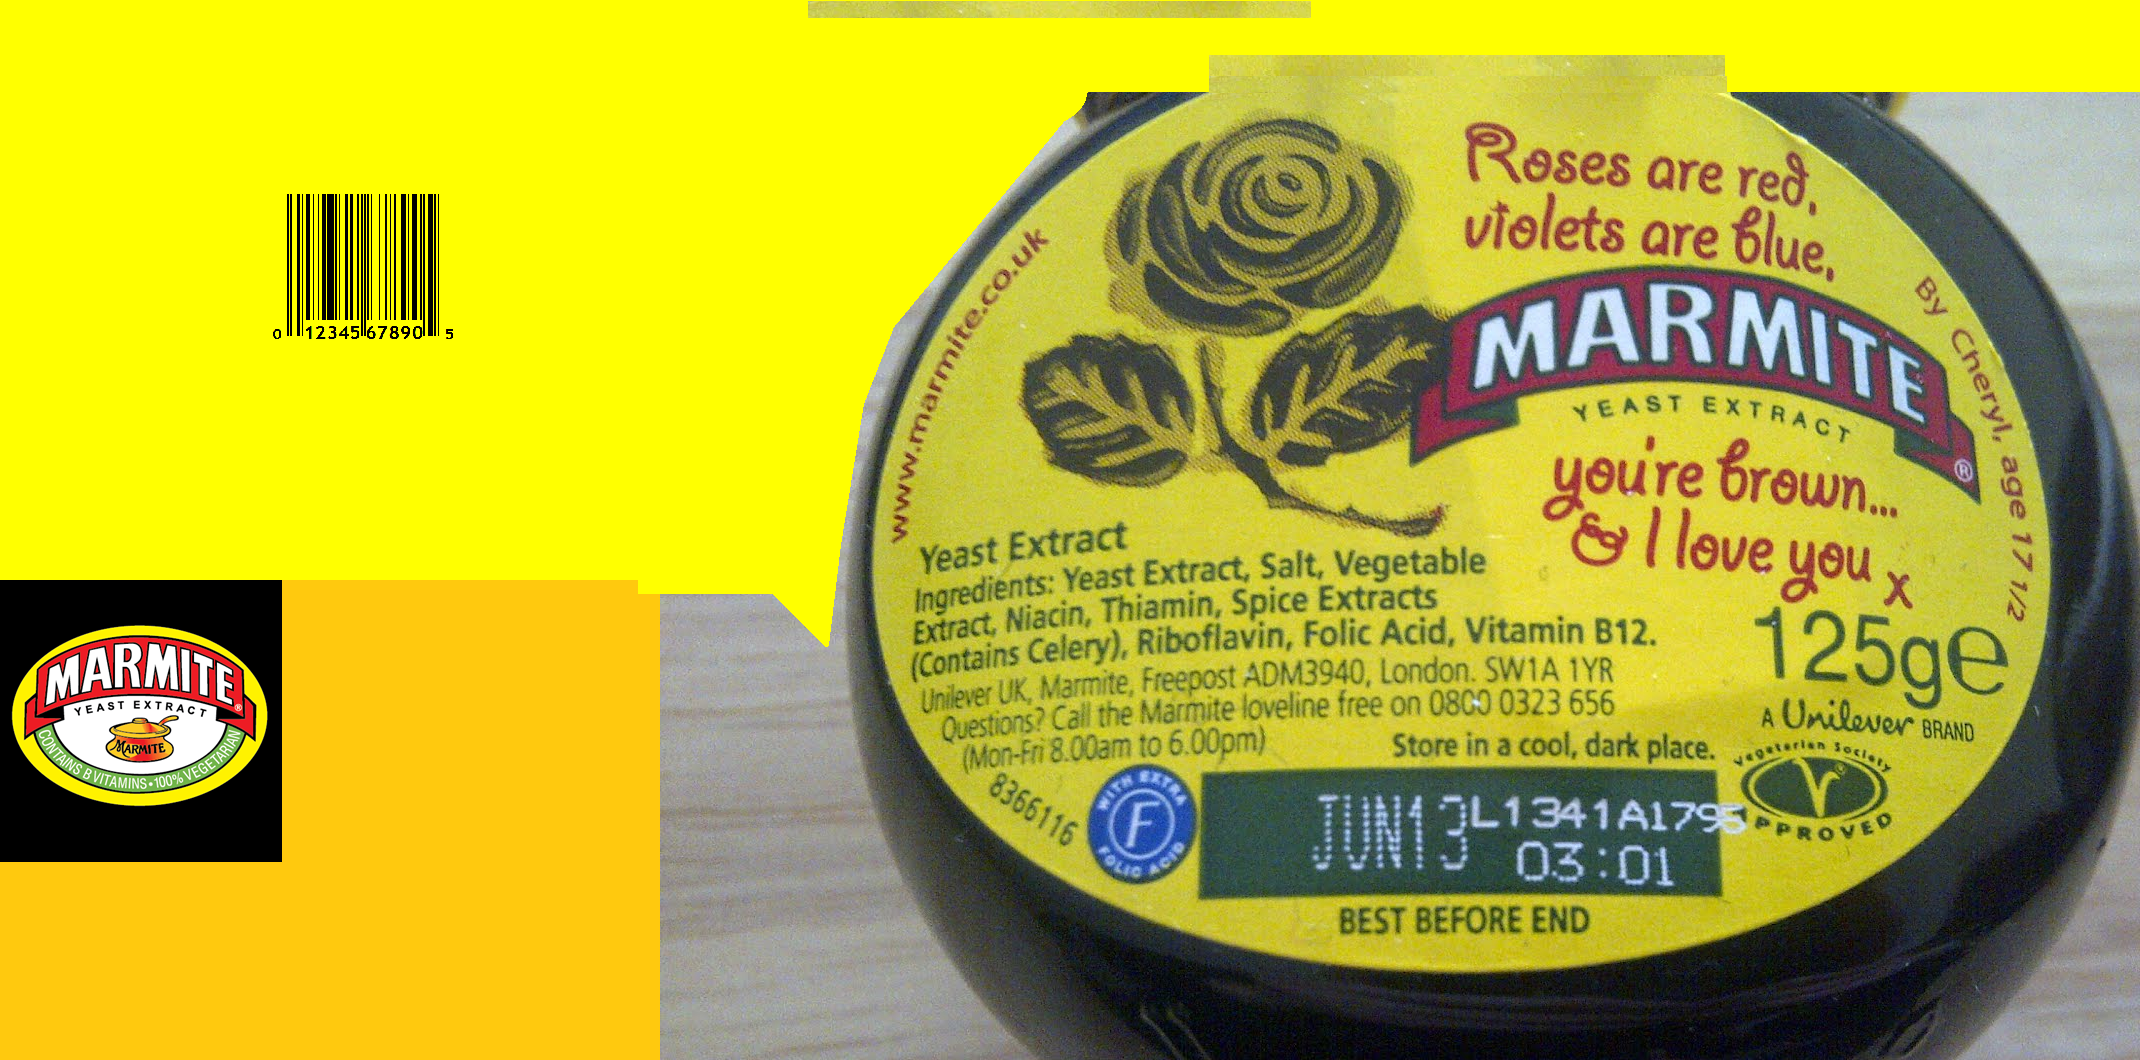 0 12345 67890 5
MARMITE
®
YEAST EXTRACT
MARMITE
CONTAINS B VITAMINS • 100% VEGETARIAN
www.marmite.co.uk
Roses are red,
violets are blue,
MARMITE
®
YEAST EXTRACT
you're brown...
& I love you x
By Cheryl, age 17 1/2
Yeast Extract
Ingredients: Yeast Extract, Salt, Vegetable
Extract, Niacin, Thiamin, Spice Extracts
(Contains Celery), Riboflavin, Folic Acid, Vitamin B12.
Unilever UK, Marmite, Freepost ADM3940, London. SW1A 1YR
Questions? Call the Marmite loveline free on 0800 0323 656
(Mon-Fri 8.00am to 6.00pm)
Store in a cool, dark place.
125g e
A Unilever BRAND
Vegetarian Society
V
PPROVED
8366116
WITH EXTRA
F
FOLIC ACID
JUN13 L1341A1795
03:01
BEST BEFORE END